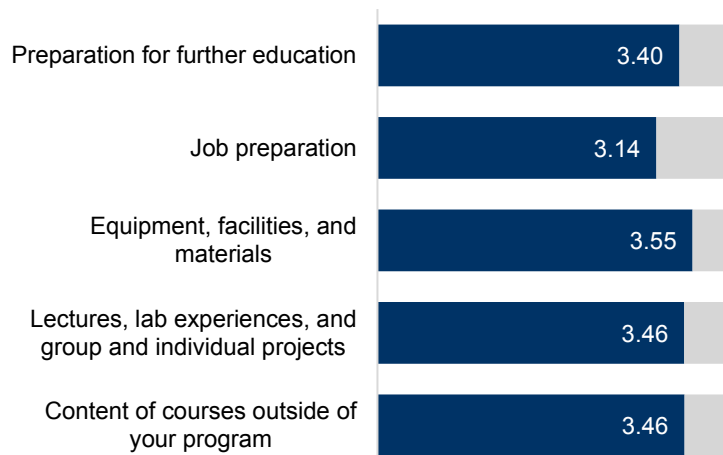 Preparation for further education
3.40
Job preparation
3.14
Equipment, facilities, and
materials
3.55
Lectures, lab experiences, and
group and individual projects
3.46
Content of courses outside of
your program
3.46